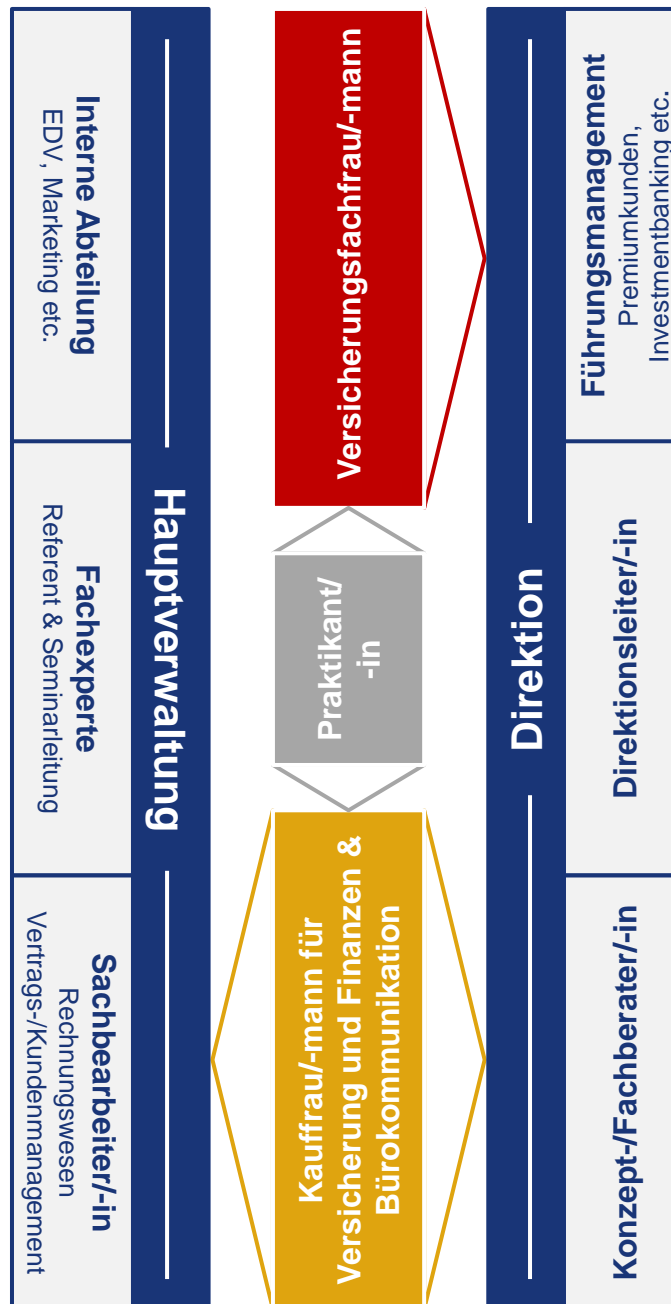 Vertrags-/Kundenmanagement
Rechnungswesen
Sachbearbeiter/-in
Referent & Seminarleitung
Fachexperte
EDV, Marketing etc.
Interne Abteilung
Hauptverwaltung
Kauffrau/-mann für
Versicherung und Finanzen &
Bürokommunikation
Praktikant/
-in
Versicherungsfachfrau/-mann
Direktion
Konzept-/Fachberater/-in
Direktionsleiter/-in
Führungsmanagement
Premiumkunden,
Investmentbanking etc.